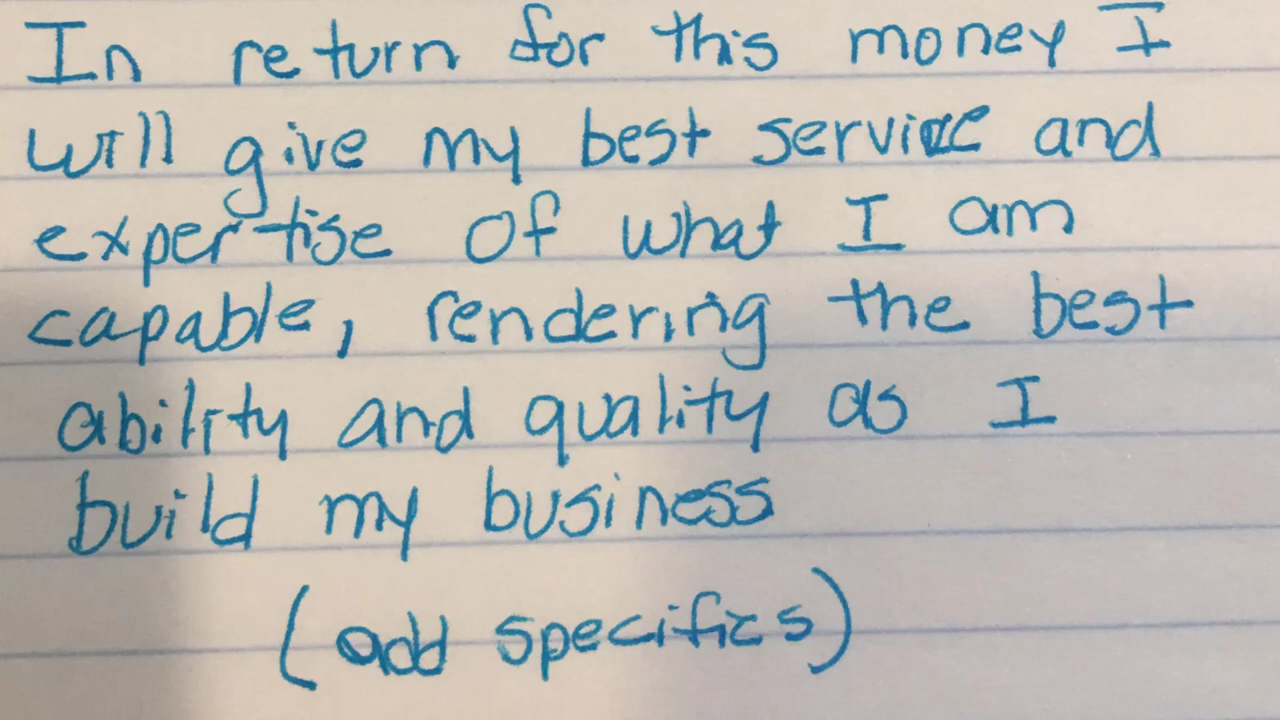 In return for this money I
will give my best service and
expertise of what I am
capable, rendering the best
ability and quality as I
build my business
(add specifics)